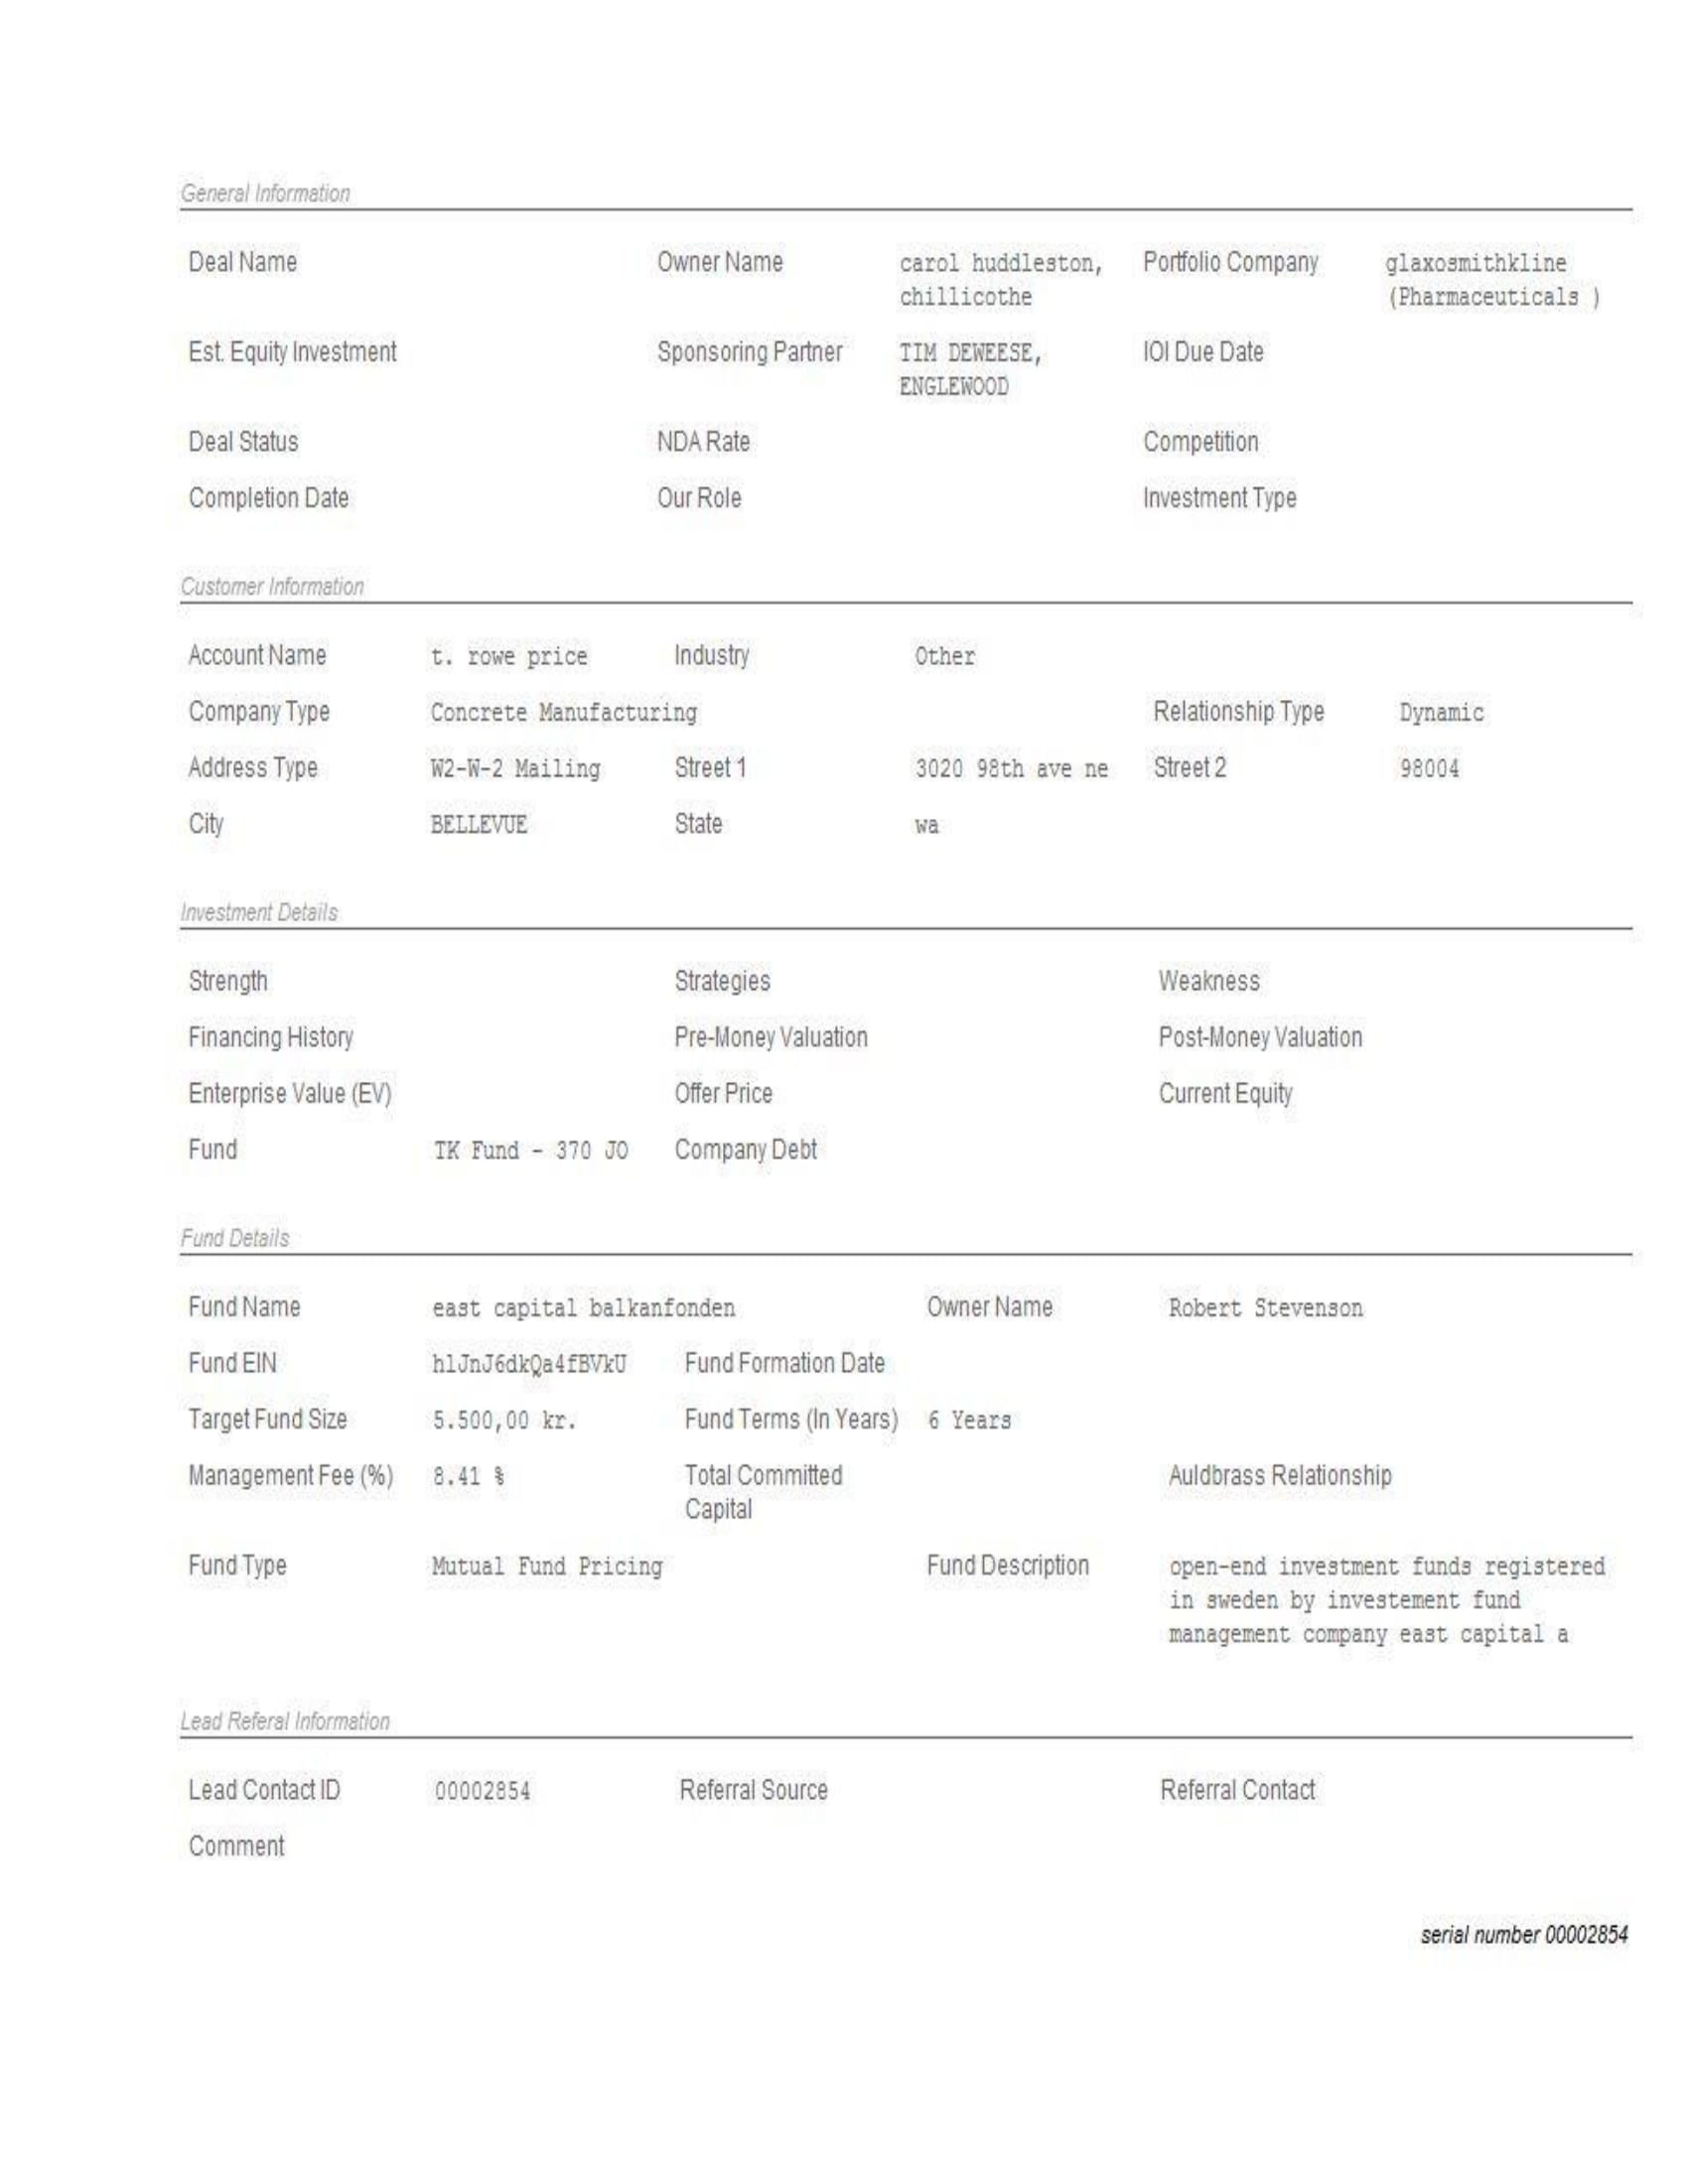 General Information
Deal Name Owner Name carol huddleston, Portfolio Company glaxosmithkline
chillicothe (Pharmaceuticals )
Est. Equity Investment Sponsoring Partner TIM DEWEESE, IOI Due Date
ENGLEWOOD
Deal Status NDA Rate Competition
Completion Date Our Role Investment Type
Customer Information
Account Name t. rowe price Industry Other
Company Type Concrete Manufacturing Relationship Type Dynamic
Address Type W2-W-2 Mailing Street 1 3020 98th ave ne Street 2 98004
City BELLEVUE State wa
Investment Details
Strength Strategies Weakness
Financing History Pre-Money Valuation Post-Money Valuation
Enterprise Value (EV) Offer Price Current Equity
Fund TK Fund - 370 JO Company Debt
Fund Details
Fund Name east capital balkanfonden Owner Name Robert Stevenson
Fund EIN hlJnJ6dkQa4fBVkU Fund Formation Date
Target Fund Size 5.500,00 kr. Fund Terms (In Years) 6 Years
Management Fee (%) 8.41 % Total Committed Auldbrass Relationship
Capital
Fund Type Mutual Fund Pricing Fund Description open-end investment funds registered
in sweden by investement fund
management company east capital a
Lead Referal Information
Lead Contact ID 00002854 Referral Source Referral Contact
Comment
serial number 00002854